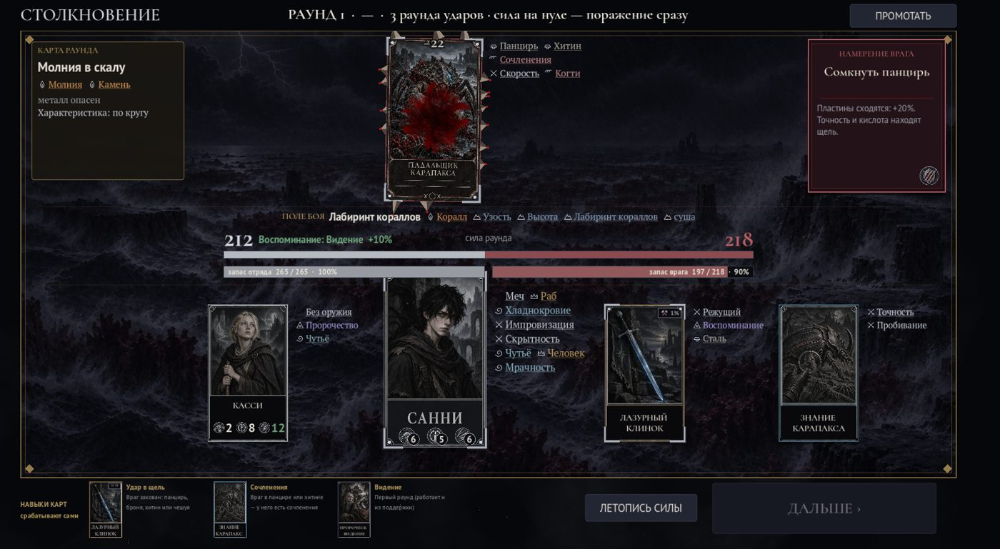 СТОЛКНОВЕНИЕ
РАУНД 1 · — · 3 раунда ударов · сила на нуле — поражение сразу
ПРОМОТАТЬ
КАРТА РАУНДА
Молния в скалу
Молния Камень
металл опасен
Характеристика: по кругу
−22
ПАДАЛЬЩИК
КАРАПАКСА
Панцирь Хитин
Сочленения
Скорость Когти
НАМЕРЕНИЕ ВРАГА
Сомкнуть панцирь
Пластины сходятся: +20%.
Точность и кислота находят
щель.
ПОЛЕ БОЯ Лабиринт кораллов Коралл Узость Высота Лабиринт кораллов суша
212 Воспоминание: Видение +10% сила раунда 218
запас отряда 265 / 265 · 100% запас врага 197 / 218 · 90%
КАССИ
2 8 12
Без оружия
Пророчество
Чутьё
САННИ
6 5 6
Меч Раб
Хладнокровие
Импровизация
Скрытность
Чутьё Человек
Мрачность
1%
ЛАЗУРНЫЙ
КЛИНОК
Режущий
Воспоминание
Сталь
ЗНАНИЕ
КАРАПАКСА
Точность
Пробивание
НАВЫКИ КАРТ
срабатывают сами
ЛАЗУРНЫЙ
КЛИНОК
Удар в щель
Враг закован: панцирь,
броня, хитин или чешуя
ЗНАНИЕ
КАРАПАКС
Сочленения
Враг в панцире или хитине
— у него есть сочленения
ПРОРОЧЕСК
ВИДЕНИЕ
Видение
Первый раунд (работает и
из поддержки)
ЛЕТОПИСЬ СИЛЫ
ДАЛЬШЕ ›